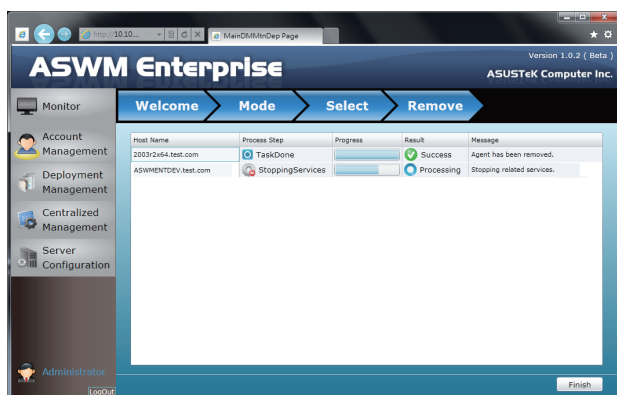 http://10.10....
MainDMMtnDep Page
Version 1.0.2 ( Beta )
ASWM Enterprise
ASUSTeK Computer Inc.
Monitor
Welcome
Mode
Select
Remove
Account
Management
Deployment
Management
Centralized
Management
Server
Configuration
Host Name Process Step Progress Result Message
2003r2x64.test.com TaskDone Success Agent has been removed.
ASWMENTDEV.test.com StoppingServices Processing Stopping related services.
Administrator
LogOut
Finish